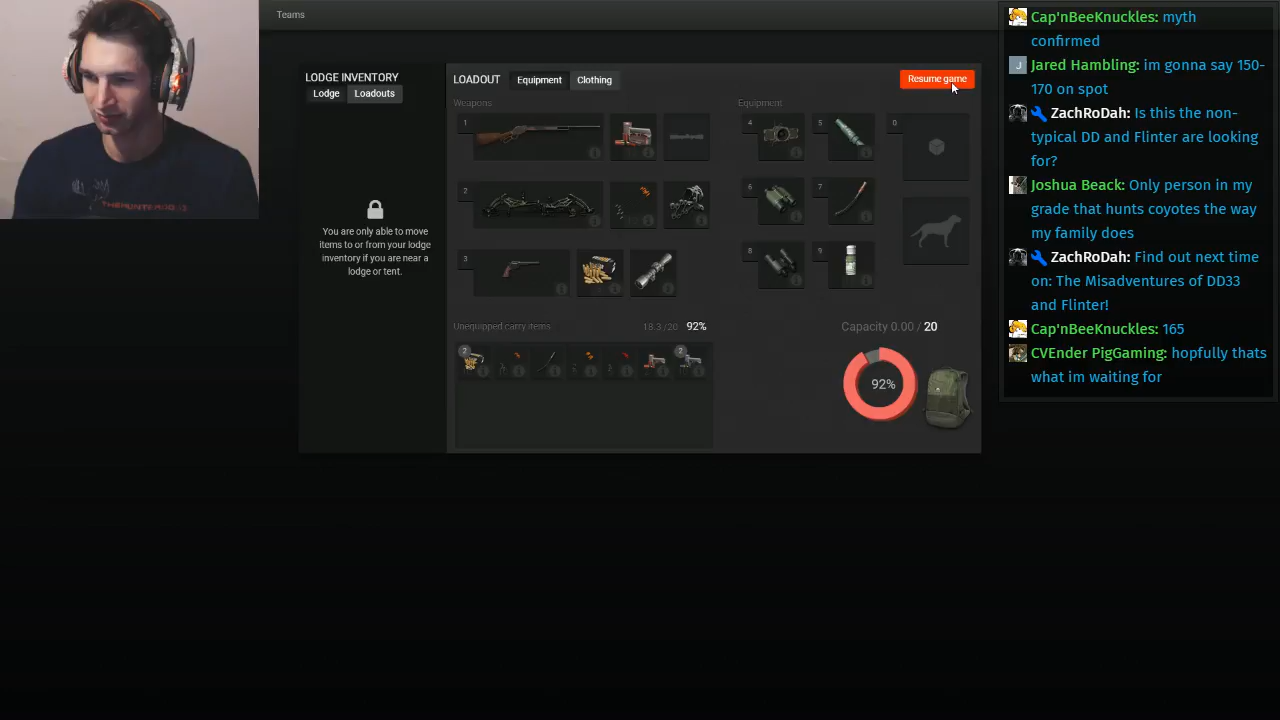 Teams
LODGE INVENTORY
Lodge
Loadouts
You are only able to move
items to or from your lodge
inventory if you are near a
lodge or tent.
LOADOUT
Equipment
Clothing
Resume game
Weapons
Equipment
1
2
3
4
5
0
6
7
8
9
Unequipped carry items
18.3 / 20
92%
2
2
Capacity 0.00 / 20
92%
Cap'nBeeKnuckles: myth
confirmed
J
Jared Hambling: im gonna say 150-
170 on spot
ZachRoDah: Is this the non-
typical DD and Flinter are looking
for?
Joshua Beack: Only person in my
grade that hunts coyotes the way
my family does
ZachRoDah: Find out next time
on: The Misadventures of DD33
and Flinter!
Cap'nBeeKnuckles: 165
CVEnder PigGaming: hopfully thats
what im waiting for